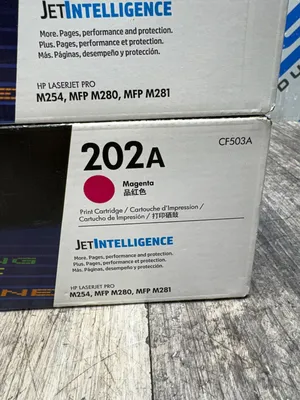 JETINTELLIGENCE
More. Pages, performance and protection.
Plus. Pages, performance et protection.
Más. Páginas, desempeño y protección.
HP LASERJET PRO
M254, MFP M280, MFP M281
CF503A
202A
Magenta
品红色
Print Cartridge / Cartouche d'Impression /
Cartucho de Impresión / 打印硒鼓
JETINTELLIGENCE
More. Pages, performance and protection.
Plus. Pages, performance et protection.
Más. Páginas, desempeño y protección.
HP LASERJET PRO
M254, MFP M280, MFP M281